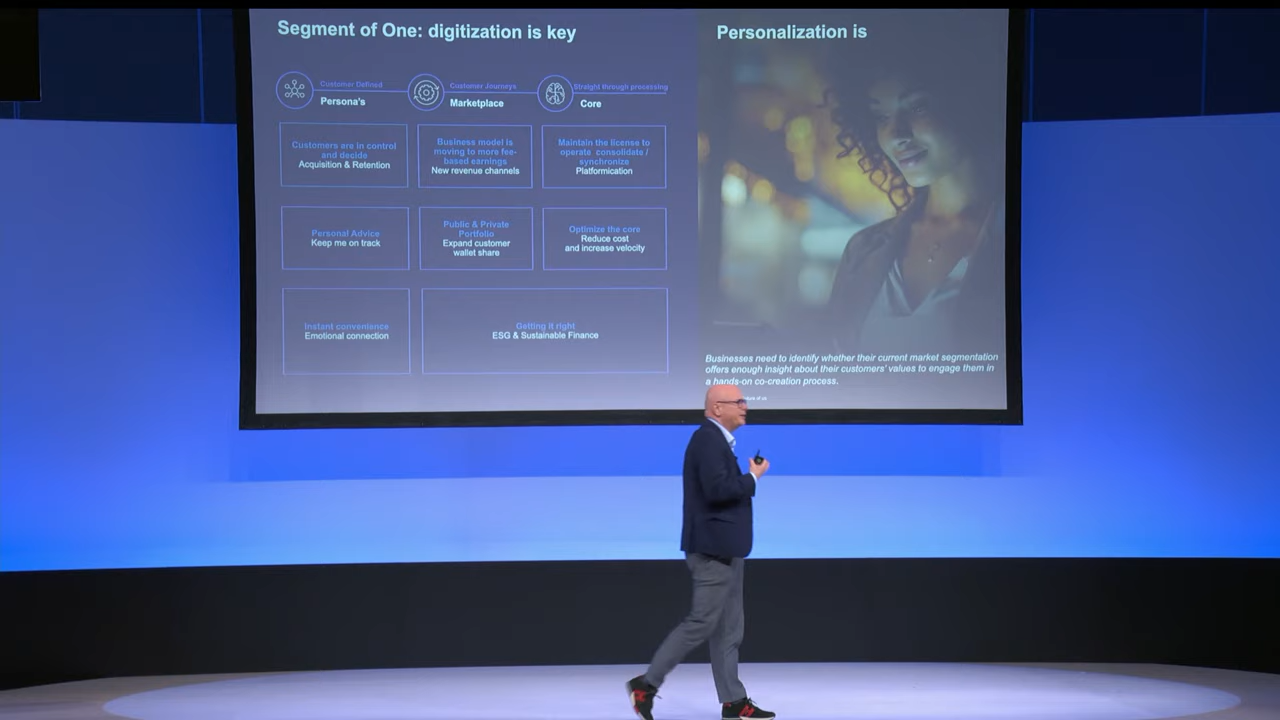 Segment of One: digitization is key
Personalization is
Customer Defined
Persona's
Customer Journeys
Marketplace
Straight through processing
Core
Customers are in control
and decide
Acquisition & Retention
Business model is
moving to more fee-
based earnings
New revenue channels
Maintain the license to
operate consolidate /
synchronize
Platformication
Personal Advice
Keep me on track
Public & Private
Portfolio
Expand customer
wallet share
Optimize the core
Reduce cost
and increase velocity
Instant convenience
Emotional connection
Getting it right
ESG & Sustainable Finance
Businesses need to identify whether their current market segmentation
offers enough insight about their customers' values to engage them in
a hands-on co-creation process.